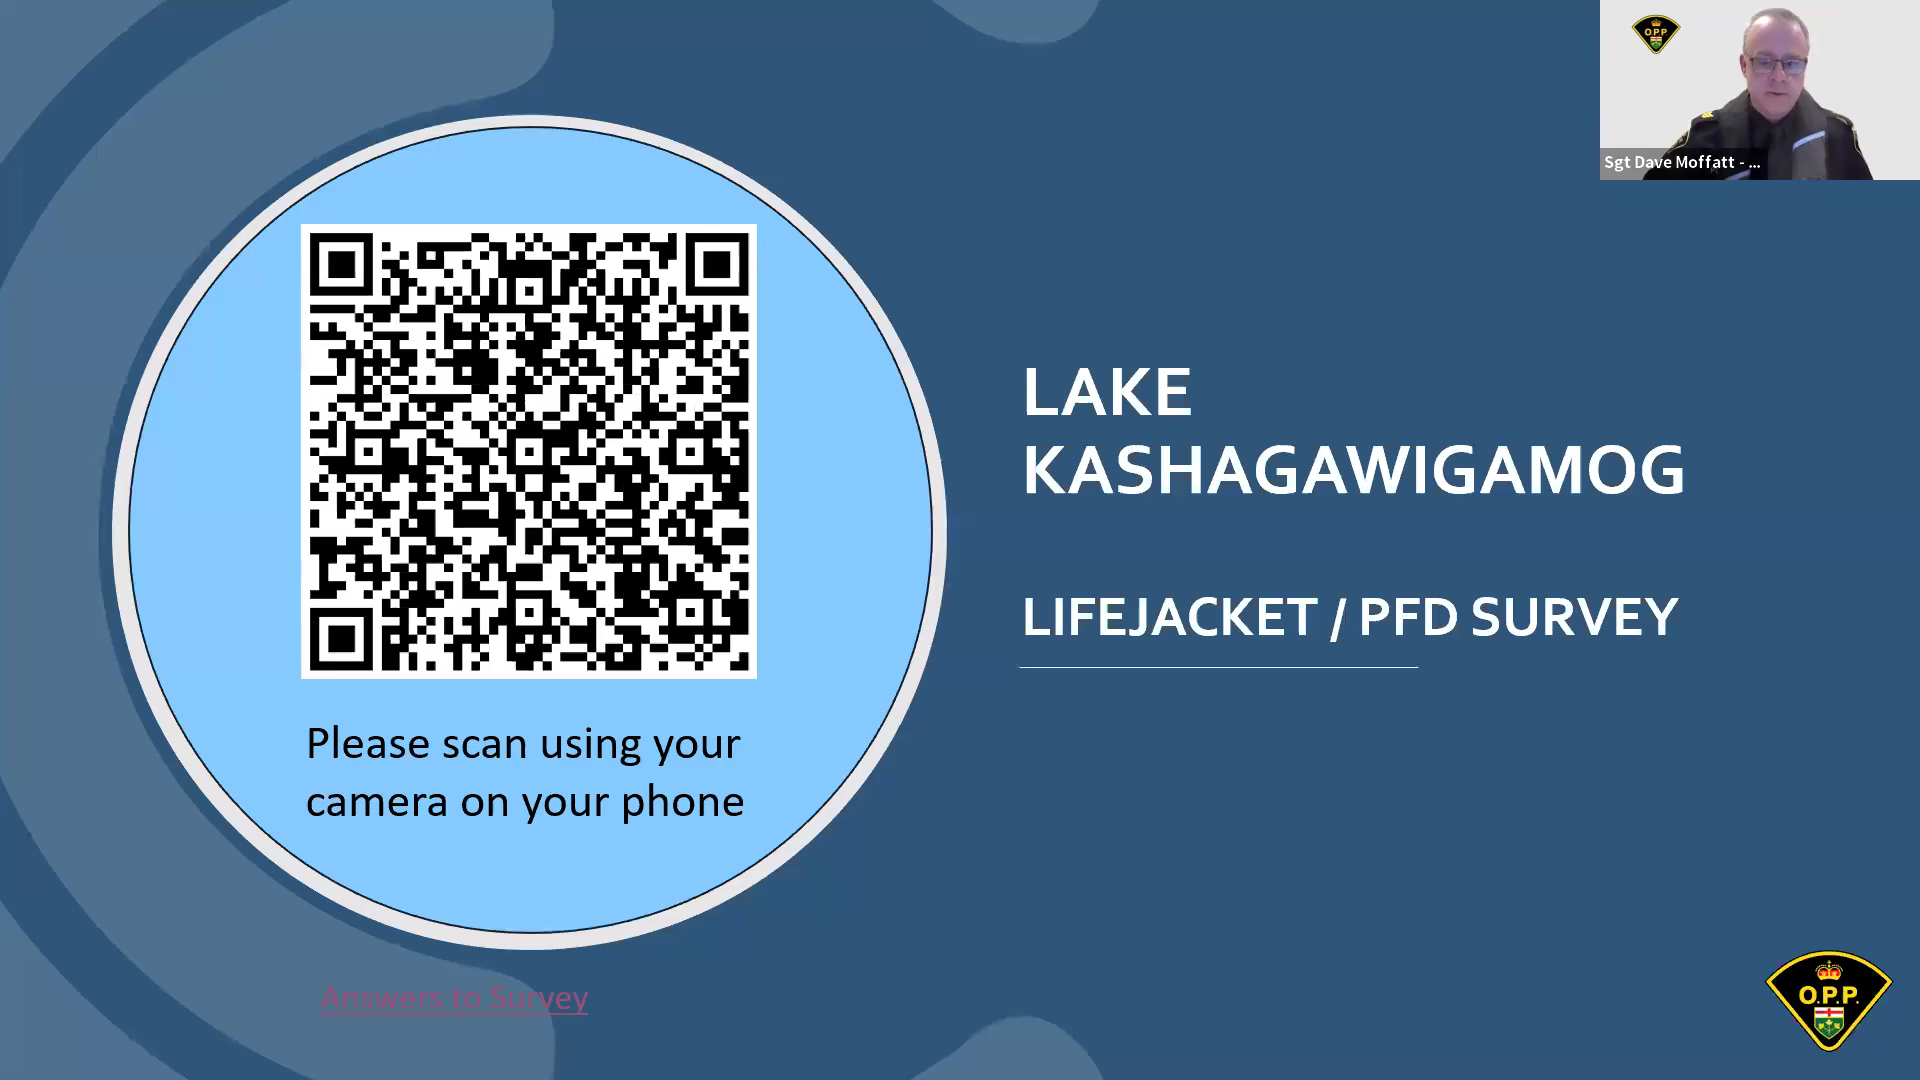 OPP
Sgt Dave Moffatt - ...
LAKE
KASHAGAWIGAMOG
LIFEJACKET / PFD SURVEY
Please scan using your
camera on your phone
Answers to Survey
O.P.P.